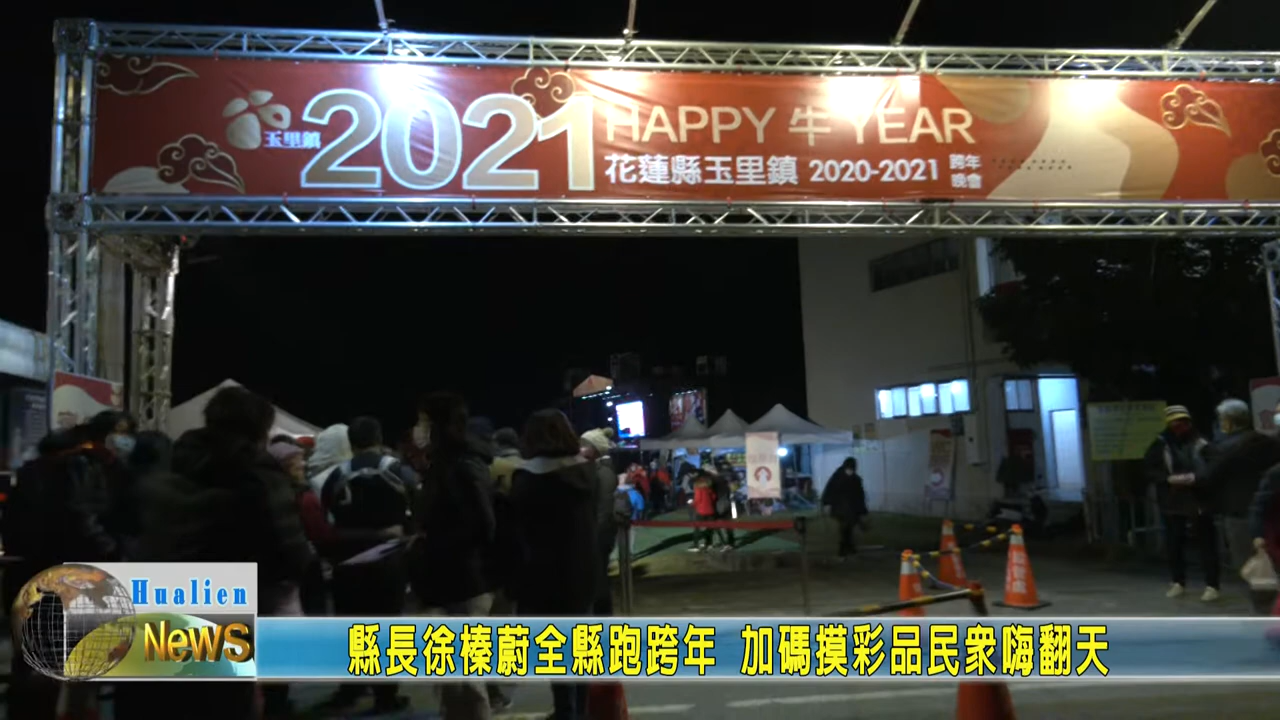 玉里鎮
2021
HAPPY 牛 YEAR
花蓮縣玉里鎮 2020-2021 跨年
晚會
Hualien
News
縣長徐榛蔚全縣跑跨年 加碼摸彩品民衆嗨翻天